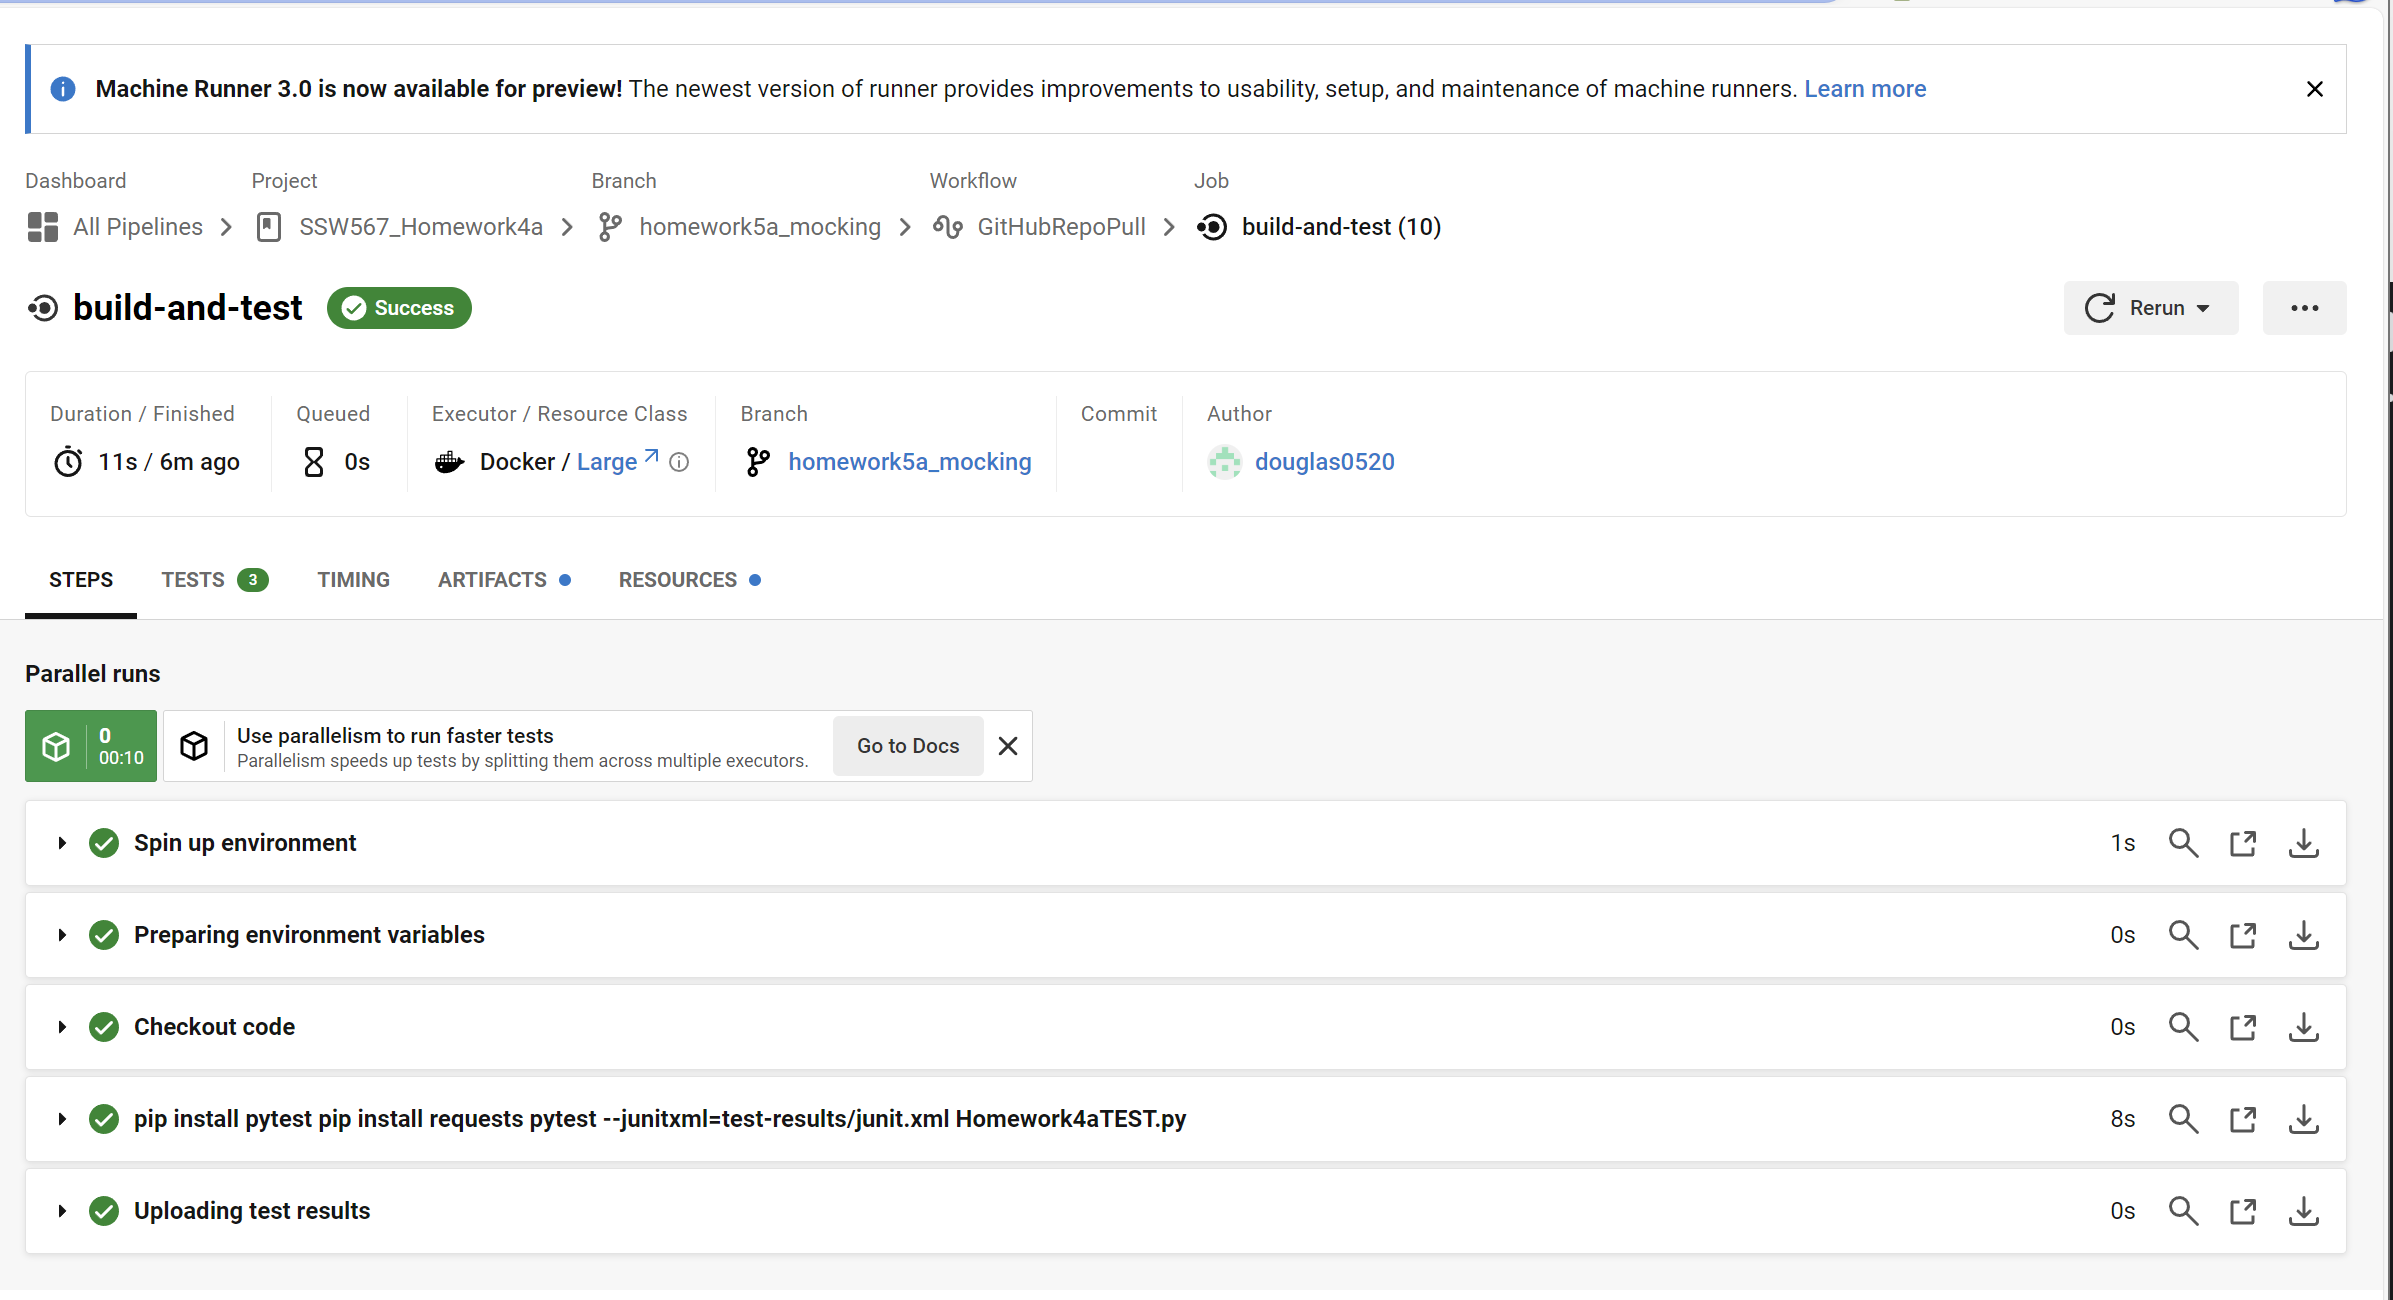 Machine Runner 3.0 is now available for preview! The newest version of runner provides improvements to usability, setup, and maintenance of machine runners. Learn more
Dashboard Project Branch Workflow Job
All Pipelines SSW567_Homework4a homework5a_mocking GitHubRepoPull build-and-test (10)
build-and-test Success Rerun
Duration / Finished Queued Executor / Resource Class Branch Commit Author
11s / 6m ago 0s Docker / Large homework5a_mocking douglas0520
STEPS TESTS 3 TIMING ARTIFACTS RESOURCES
Parallel runs
0
00:10
Use parallelism to run faster tests
Parallelism speeds up tests by splitting them across multiple executors.
Go to Docs
Spin up environment 1s
Preparing environment variables 0s
Checkout code 0s
pip install pytest pip install requests pytest --junitxml=test-results/junit.xml Homework4aTEST.py 8s
Uploading test results 0s